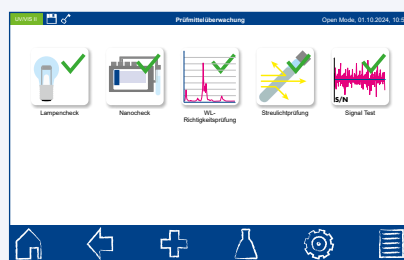 UV/VIS II Prüfmittelüberwachung Open Mode, 01.10.2024, 10:5
Lampencheck
Nanocheck
WL-
Richtigkeitsprüfung
Streulichtprüfung
S/N
Signal Test